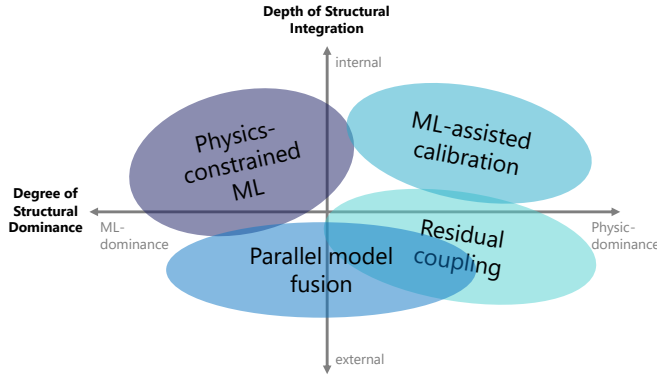 Depth of Structural
Integration
internal
Physics-
constrained
ML
ML-assisted
calibration
Degree of
Structural
Dominance
ML-
dominance
Physic-
dominance
Residual
coupling
Parallel model
fusion
external